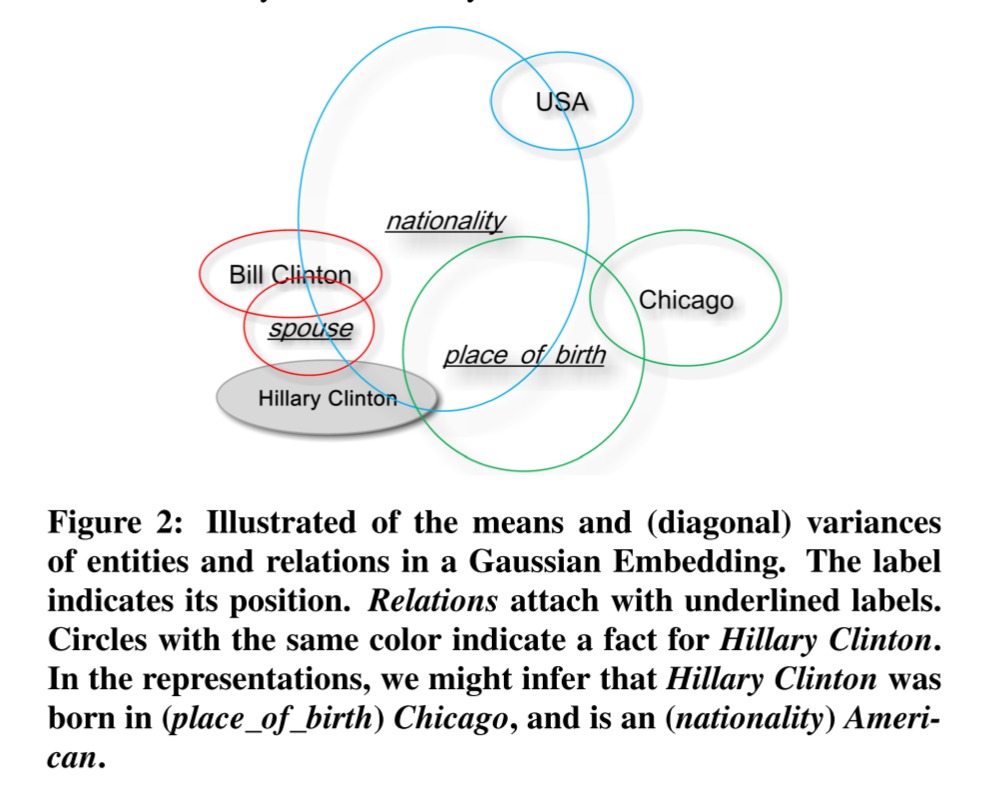 USA
nationality
Bill Clinton
Chicago
spouse
place_of_birth
Hillary Clinton
Figure 2: Illustrated of the means and (diagonal) variances
of entities and relations in a Gaussian Embedding. The label
indicates its position. Relations attach with underlined labels.
Circles with the same color indicate a fact for Hillary Clinton.
In the representations, we might infer that Hillary Clinton was
born in (place_of_birth) Chicago, and is an (nationality) Ameri-
can.